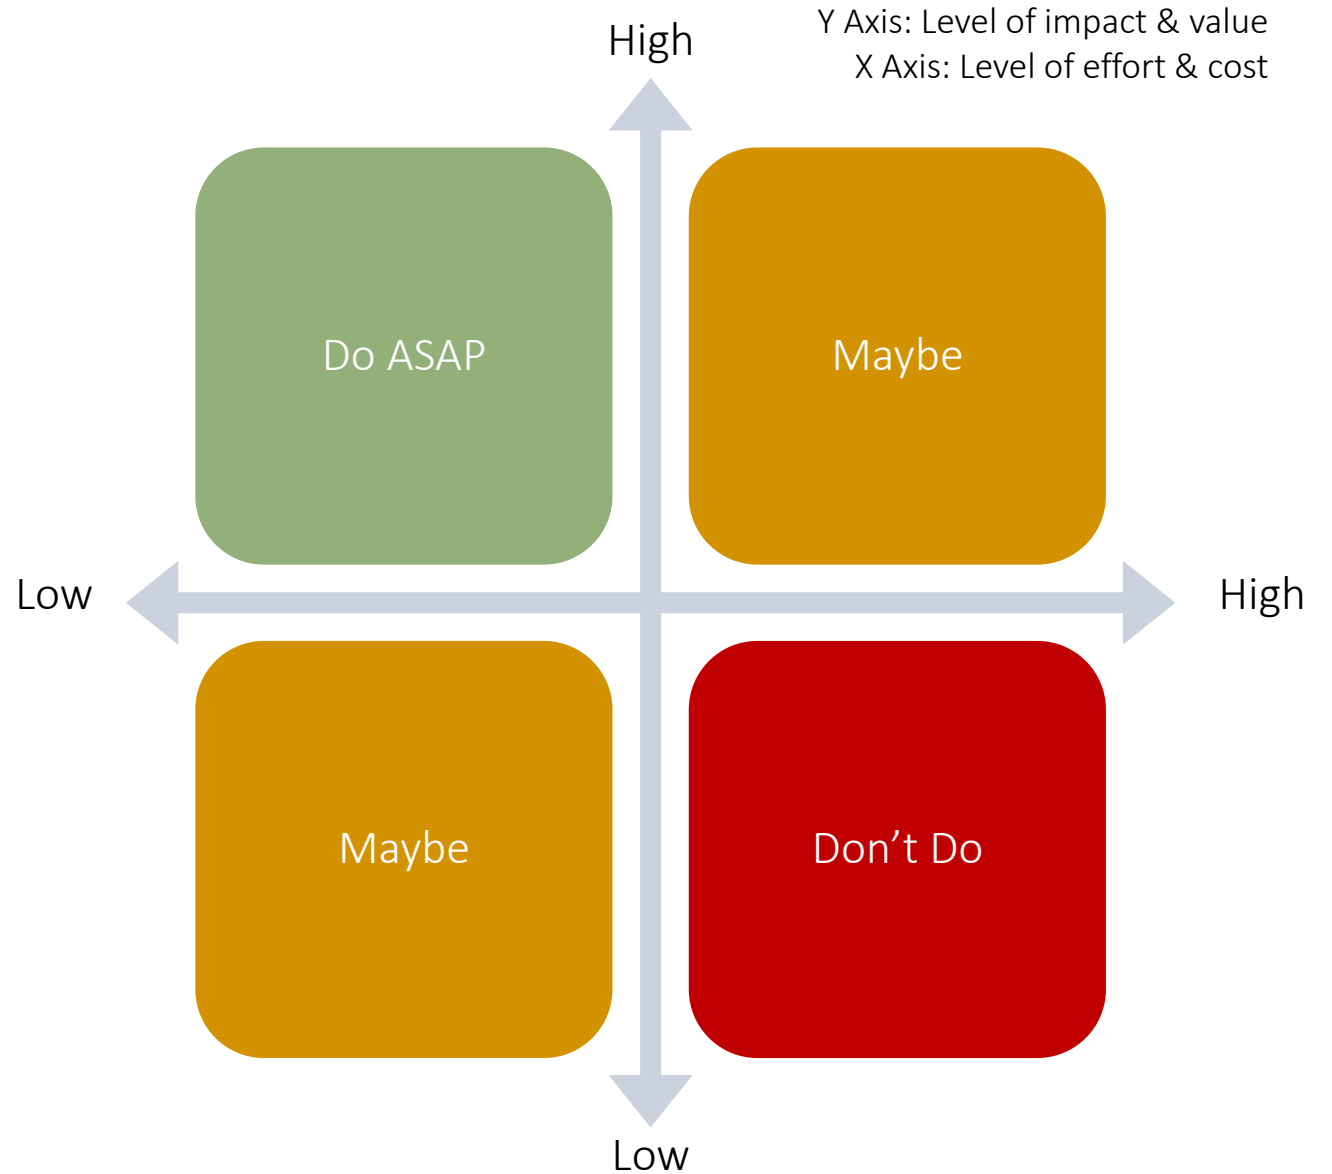 High
Y Axis: Level of impact & value
X Axis: Level of effort & cost
Do ASAP
Maybe
Low
High
Maybe
Don’t Do
Low